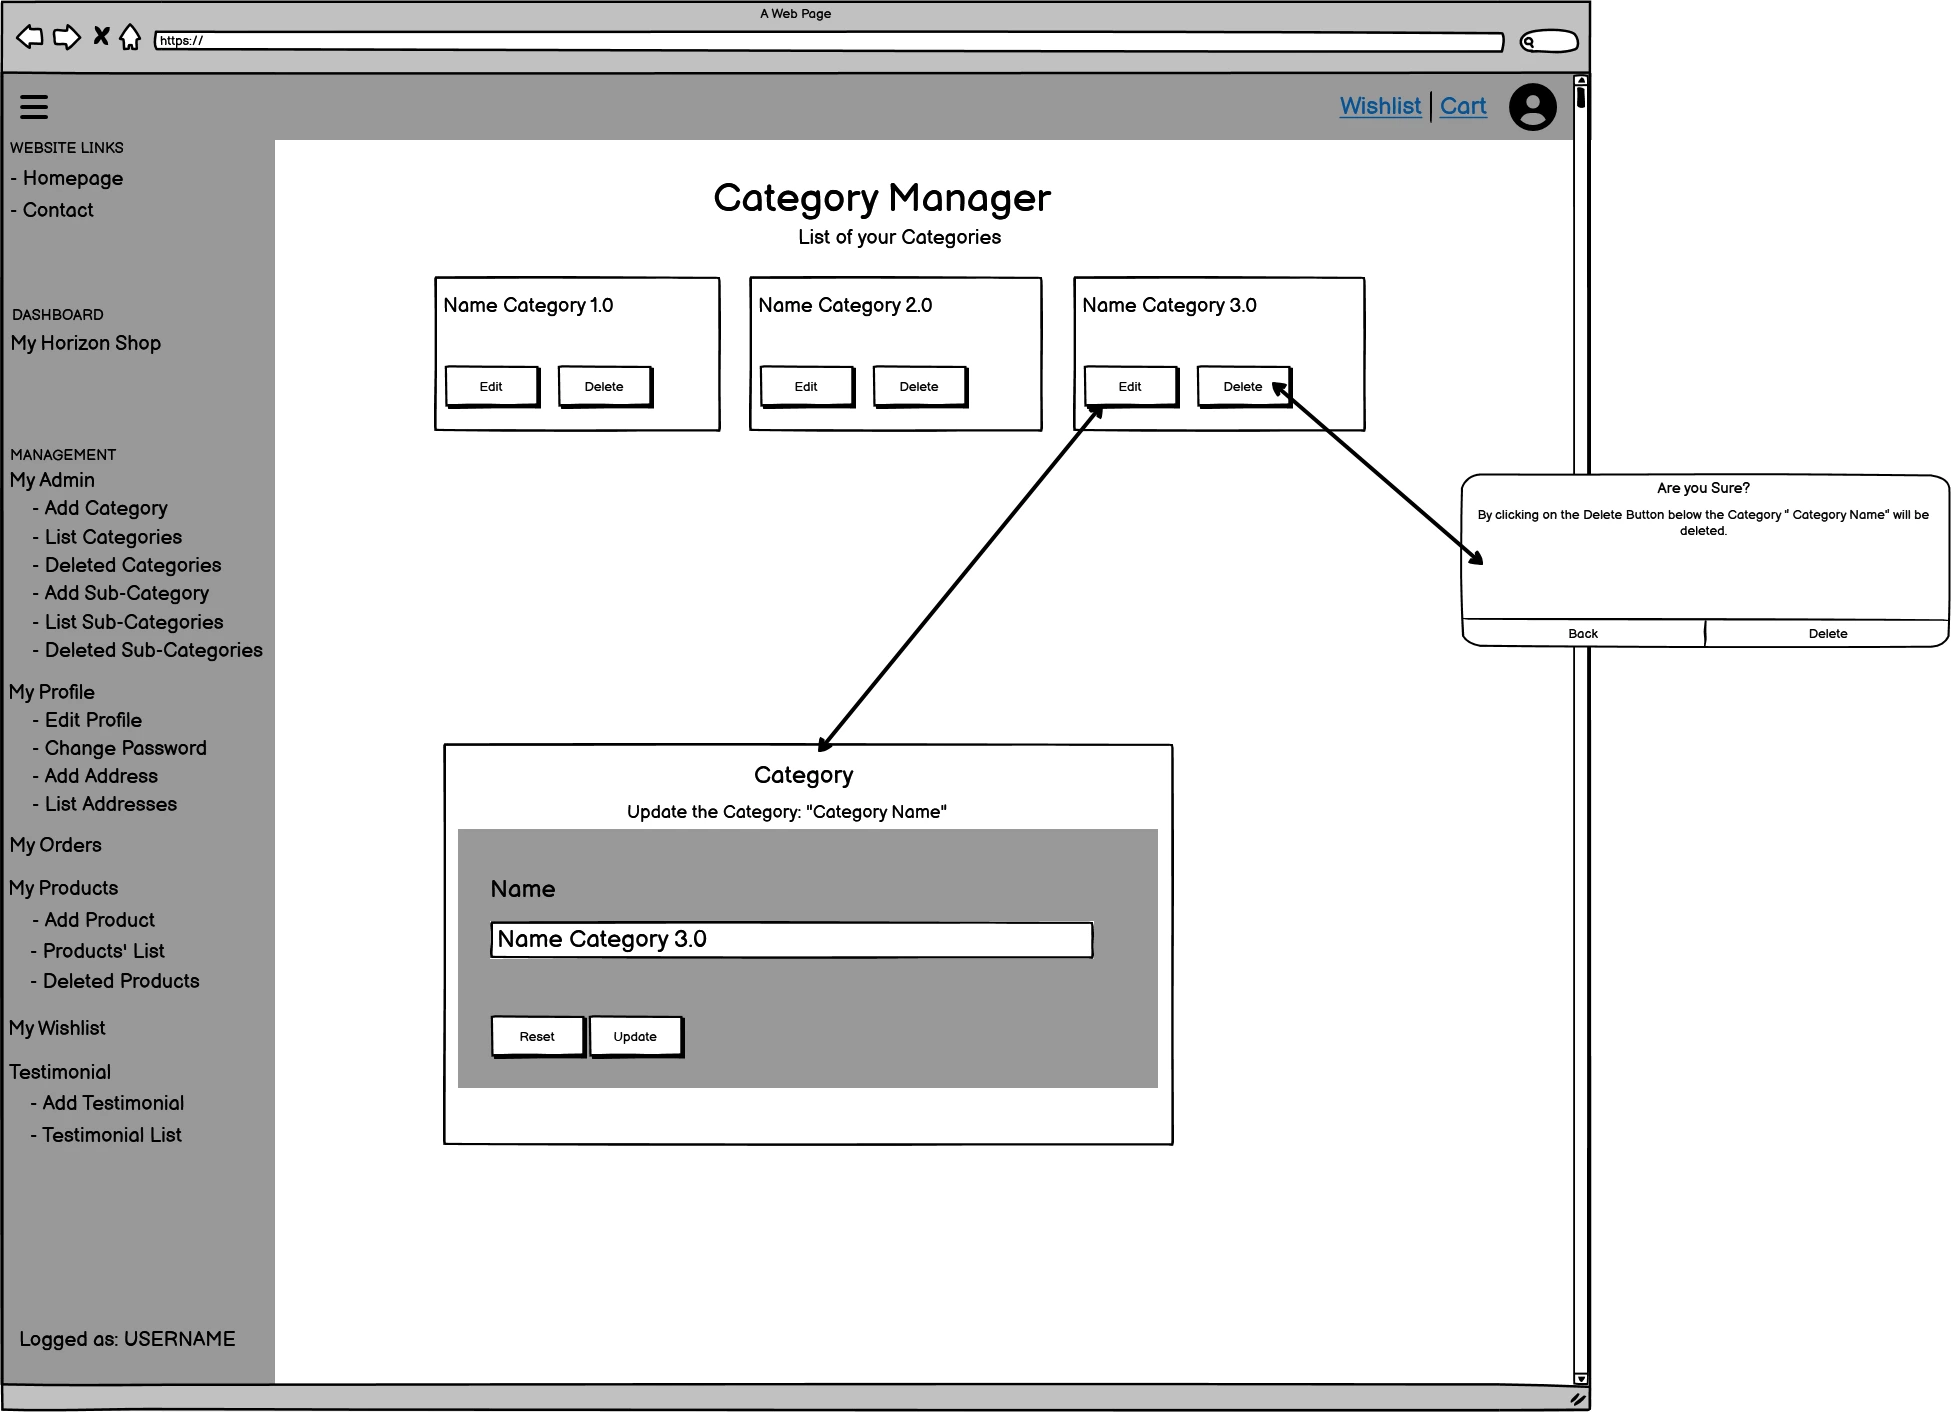 A Web Page
https://
Wishlist | Cart
WEBSITE LINKS
- Homepage
- Contact
DASHBOARD
My Horizon Shop
MANAGEMENT
My Admin
- Add Category
- List Categories
- Deleted Categories
- Add Sub-Category
- List Sub-Categories
- Deleted Sub-Categories
My Profile
- Edit Profile
- Change Password
- Add Address
- List Addresses
My Orders
My Products
- Add Product
- Products' List
- Deleted Products
My Wishlist
Testimonial
- Add Testimonial
- Testimonial List
Logged as: USERNAME
Category Manager
List of your Categories
Name Category 1.0
Edit
Delete
Name Category 2.0
Edit
Delete
Name Category 3.0
Edit
Delete
Are you Sure?
By clicking on the Delete Button below the Category " Category Name" will be
deleted.
Back
Delete
Category
Update the Category: "Category Name"
Name
Name Category 3.0
Reset
Update